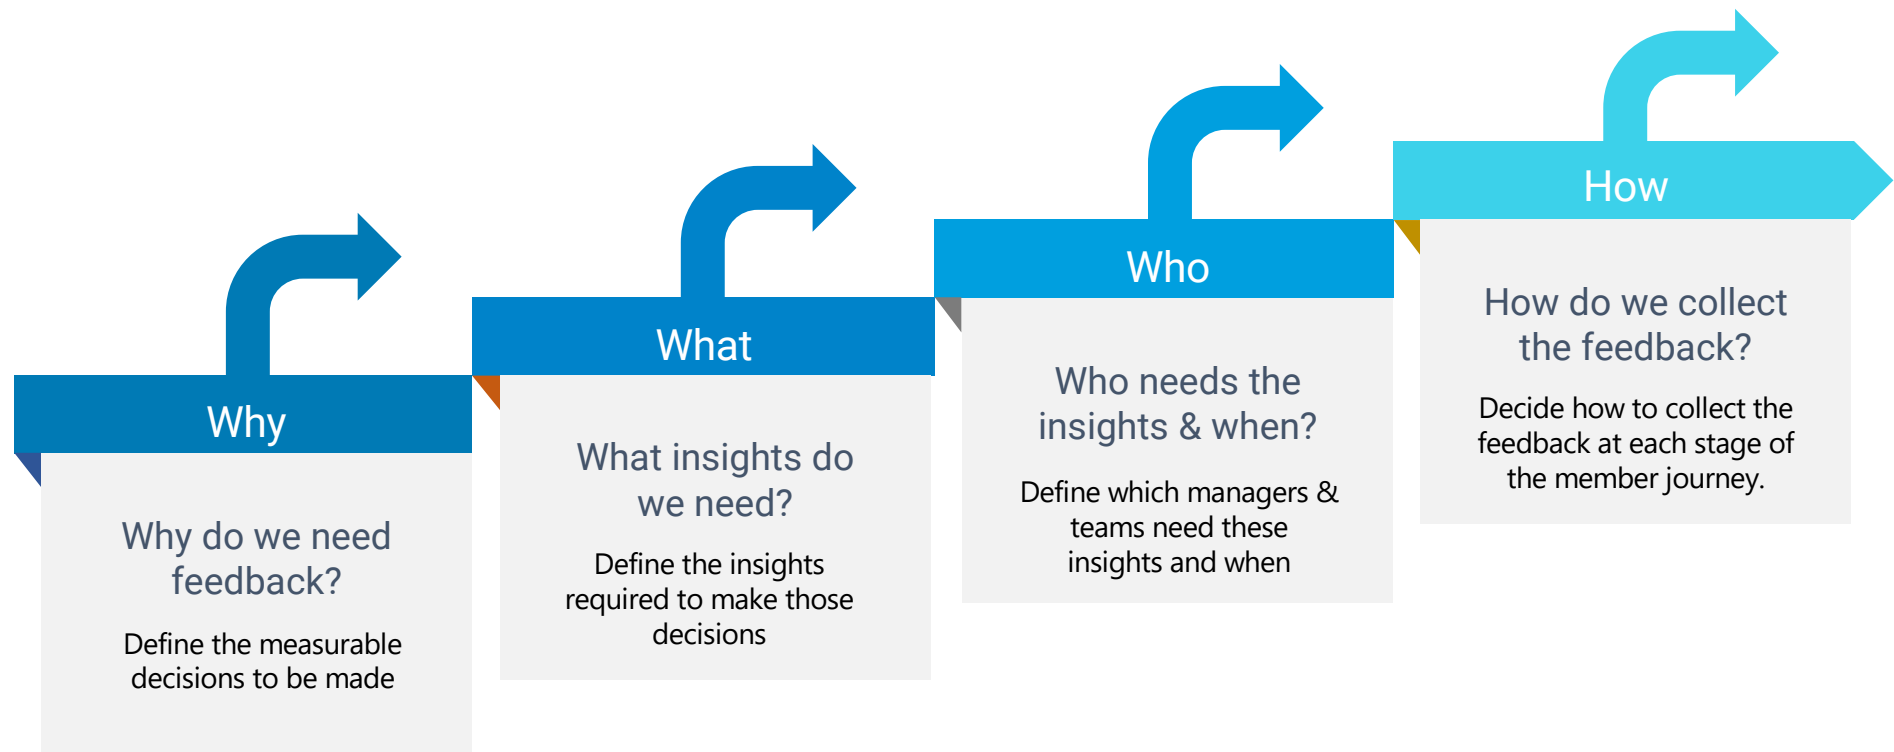 Why
Why do we need
feedback?
Define the measurable
decisions to be made
What
What insights do
we need?
Define the insights
required to make those
decisions
Who
Who needs the
insights & when?
Define which managers &
teams need these
insights and when
How
How do we collect
the feedback?
Decide how to collect the
feedback at each stage of
the member journey.